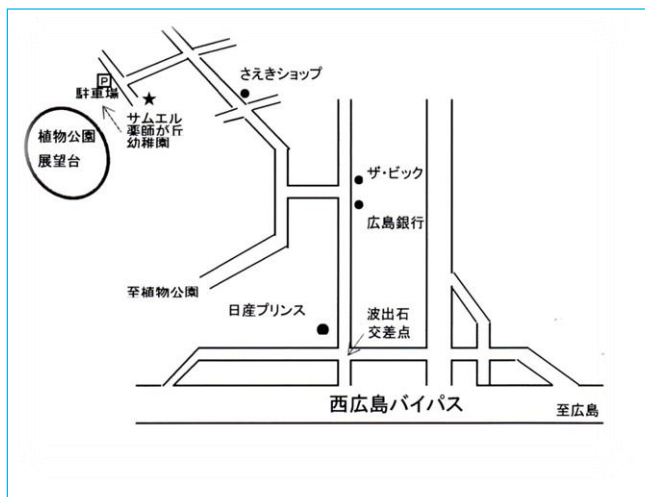 さえきショップ
P
駐車場
★
サムエル
薬師が丘
幼稚園
植物公園
展望台
ザ・ビック
広島銀行
至植物公園
日産プリンス
波出石
交差点
西広島バイパス
至広島